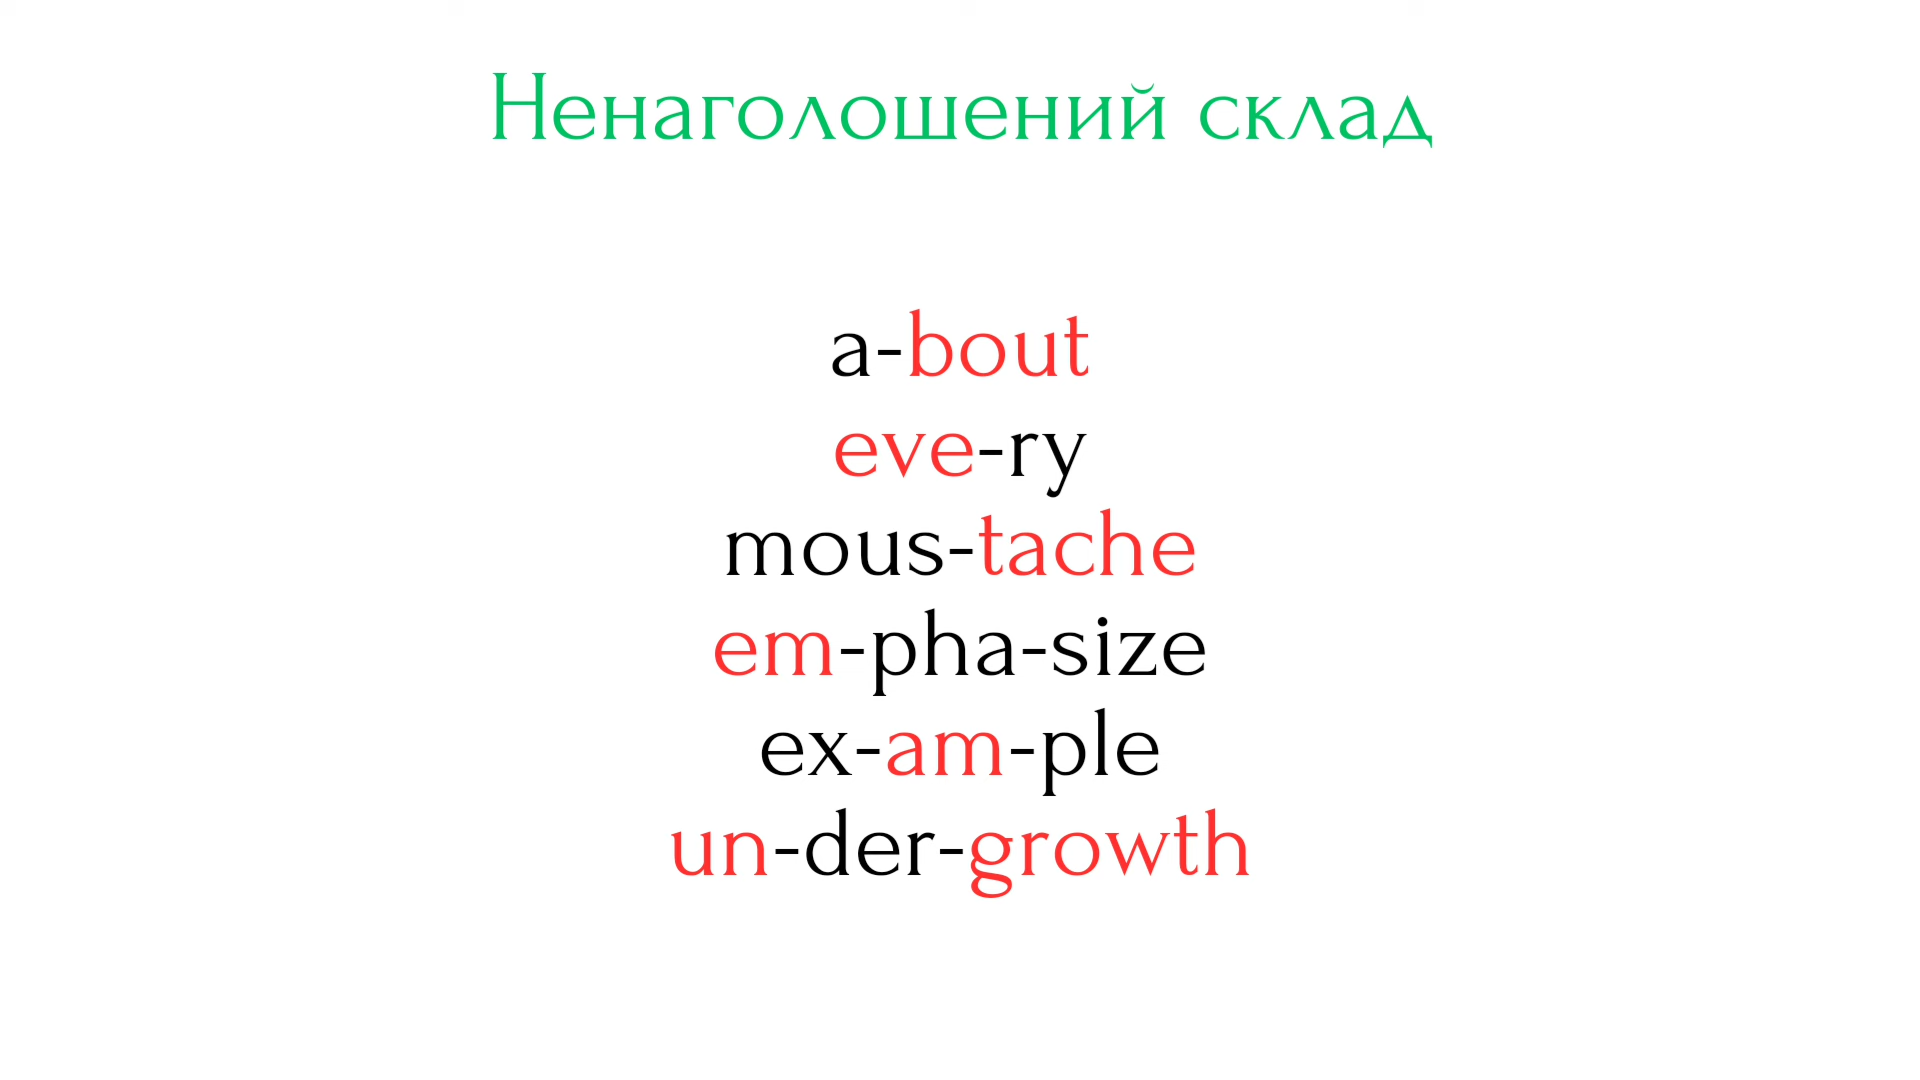 Ненаголошений склад
a-bout
eve-ry
mous-tache
em-pha-size
ex-am-ple
un-der-growth